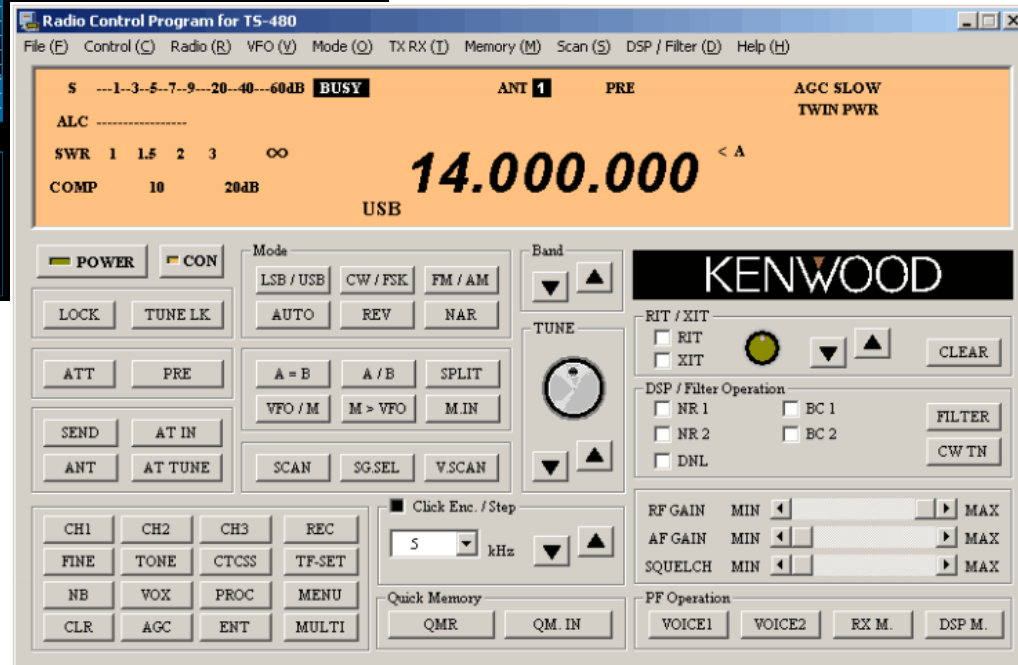 Radio Control Program for TS-480
File (F) Control (C) Radio (R) VFO (V) Mode (O) TX RX (T) Memory (M) Scan (S) DSP / Filter (D) Help (H)
S ---1--3--5--7--9---20--40---60dB BUSY ANT 1 PRE AGC SLOW
TWIN PWR
ALC -----------------
SWR 1 1.5 2 3 ∞
14.000.000 < A
COMP 10 20dB
USB
POWER CON
LOCK TUNE LK
ATT PRE
SEND AT IN
ANT AT TUNE
Mode
LSB / USB CW / FSK FM / AM
AUTO REV NAR
A = B A / B SPLIT
VFO / M M > VFO M.IN
SCAN SG.SEL V.SCAN
Band
TUNE
KENWOOD
RIT / XIT
RIT
XIT
CLEAR
DSP / Filter Operation
NR 1 BC 1 FILTER
NR 2 BC 2
DNL CW TN
CH1 CH2 CH3 REC
FINE TONE CTCSS TF-SET
NB VOX PROC MENU
CLR AGC ENT MULTI
Click Enc. / Step
5 kHz
Quick Memory
QMR QM. IN
RF GAIN MIN MAX
AF GAIN MIN MAX
SQUELCH MIN MAX
PF Operation
VOICE1 VOICE2 RX M. DSP M.